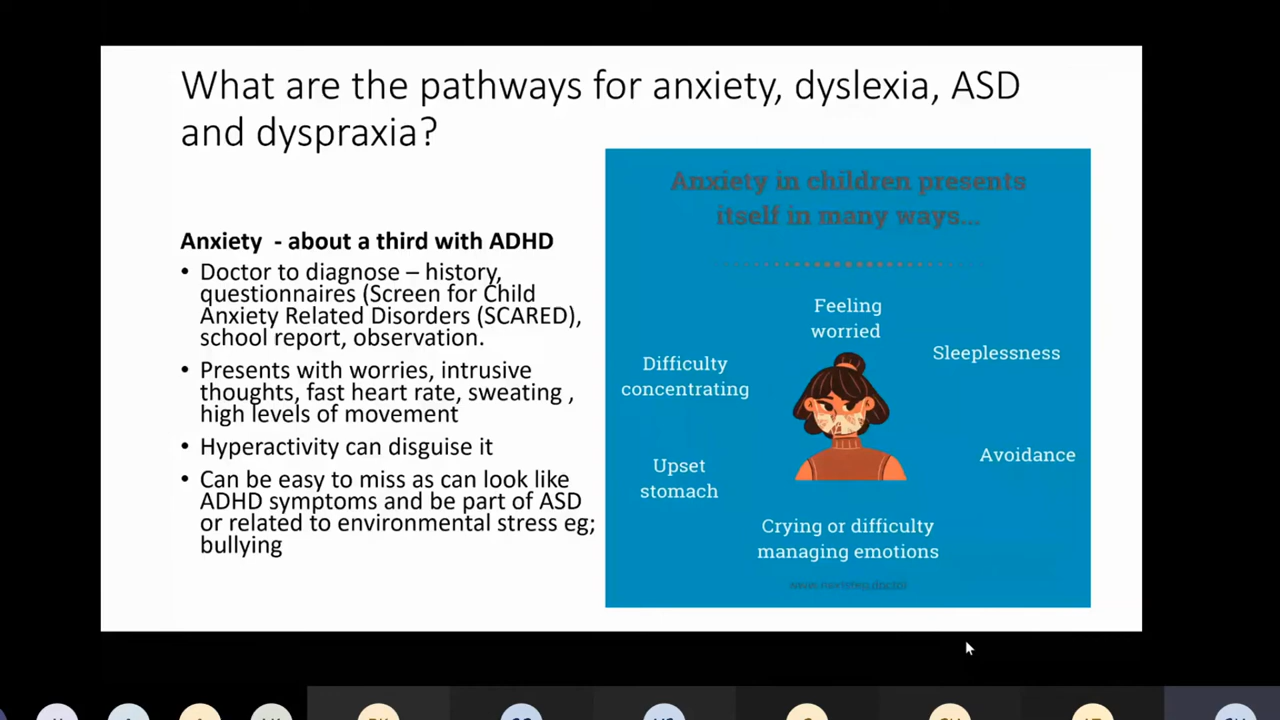 What are the pathways for anxiety, dyslexia, ASD
and dyspraxia?
Anxiety - about a third with ADHD
• Doctor to diagnose – history,
questionnaires (Screen for Child
Anxiety Related Disorders (SCARED),
school report, observation.
• Presents with worries, intrusive
thoughts, fast heart rate, sweating ,
high levels of movement
• Hyperactivity can disguise it
• Can be easy to miss as can look like
ADHD symptoms and be part of ASD
or related to environmental stress eg;
bullying
Anxiety in children presents
itself in many ways...
Feeling
worried
Sleeplessness
Difficulty
concentrating
Avoidance
Upset
stomach
Crying or difficulty
managing emotions